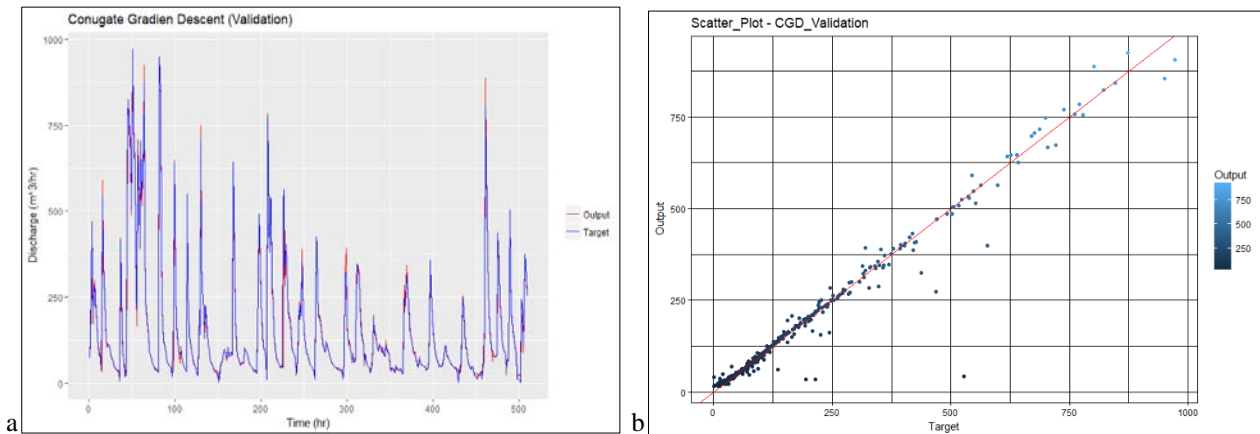 Conugate Gradien Descent (Validation)
1000
750
500
250
0
Discharge (m^3/hr)
0 100 200 300 400 500
Time (hr)
Output
Target
a
Scatter_Plot - CGD_Validation
750
500
250
0
Output
0 250 500 750 1000
Target
Output
750
500
250
b